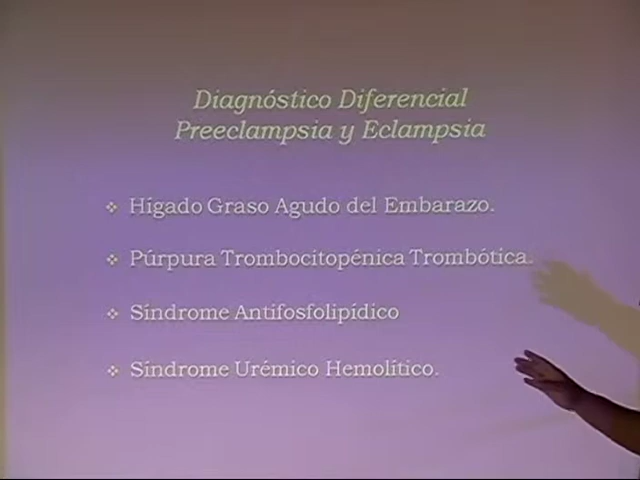 Diagnóstico Diferencial
Preeclampsia y Eclampsia
Hígado Graso Agudo del Embarazo.
Púrpura Trombocitopénica Trombótica.
Síndrome Antifosfolipídico
Síndrome Urémico Hemolítico.